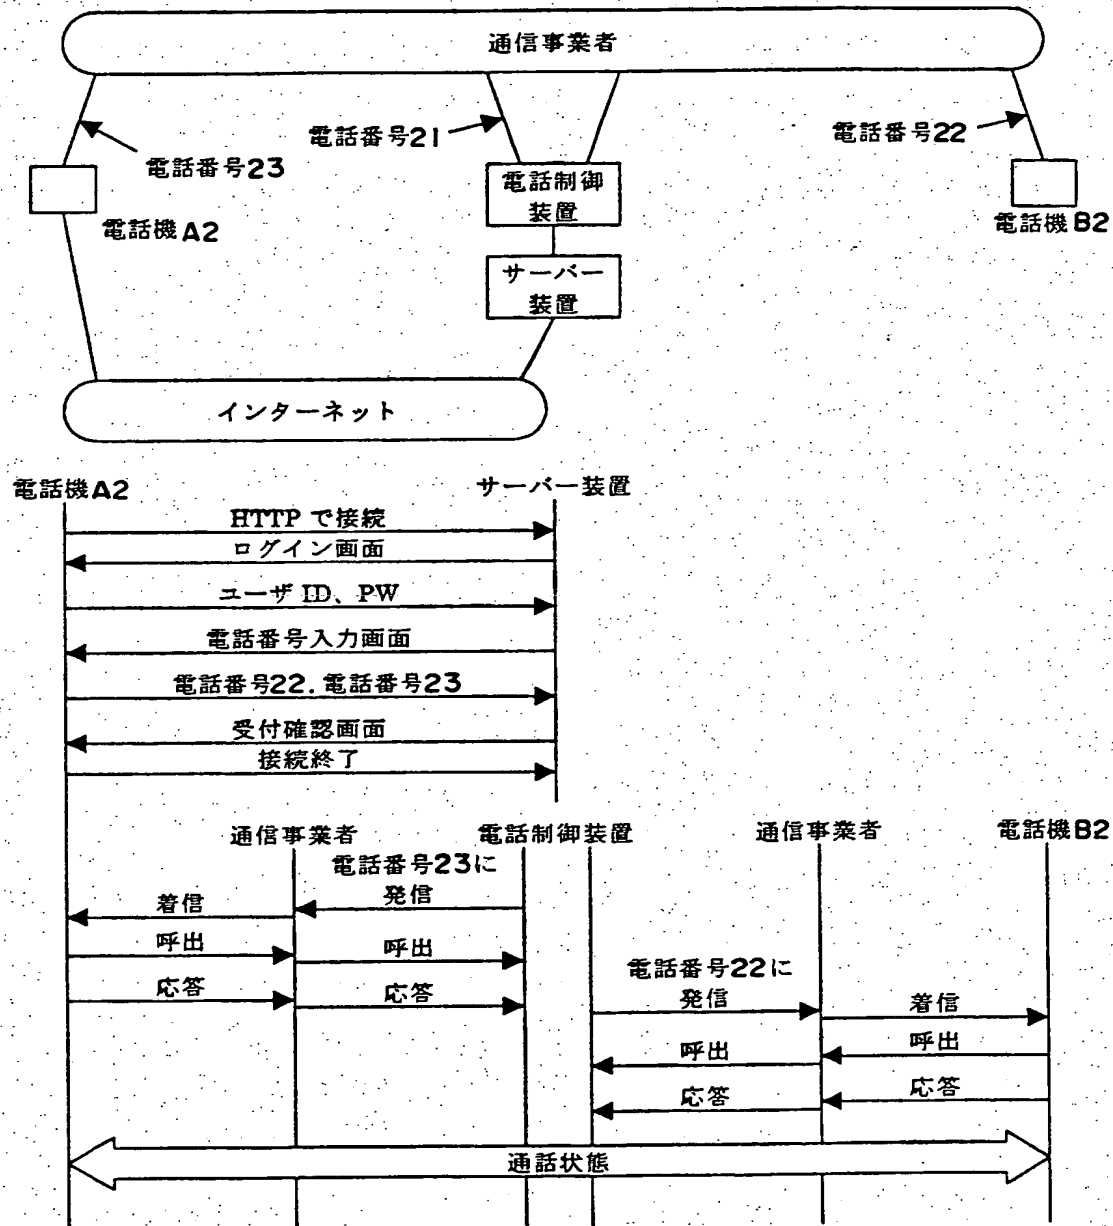 通信事業者
電話番号21
電話番号22
電話番号23
電話制御
装置
電話機A2
電話機B2
サーバー
装置
インターネット
電話機A2
サーバー装置
HTTP で接続
ログイン画面
ユーザ ID、PW
電話番号入力画面
電話番号22.電話番号23
受付確認画面
接続終了
通信事業者
電話制御装置
通信事業者
電話機B2
電話番号23に
発信
着信
呼出
呼出
応答
応答
電話番号22に
発信
着信
呼出
呼出
応答
応答
通話状態